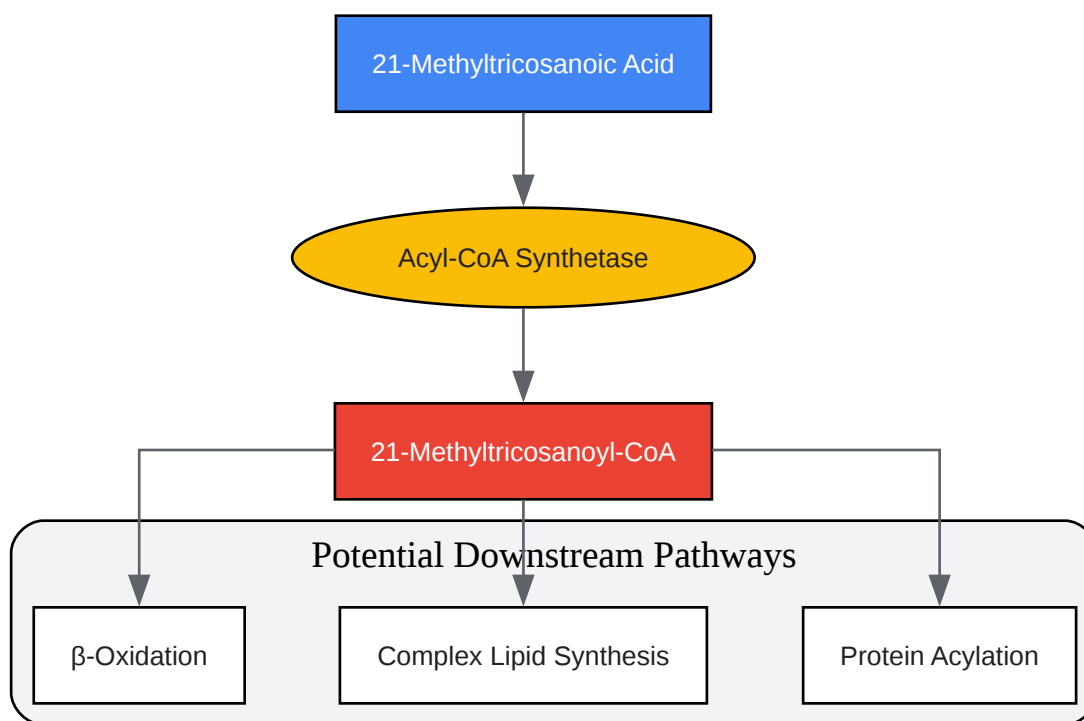 21-Methyltricosanoic Acid
Acyl-CoA Synthetase
21-Methyltricosanoyl-CoA
Potential Downstream Pathways
β-Oxidation
Complex Lipid Synthesis
Protein Acylation